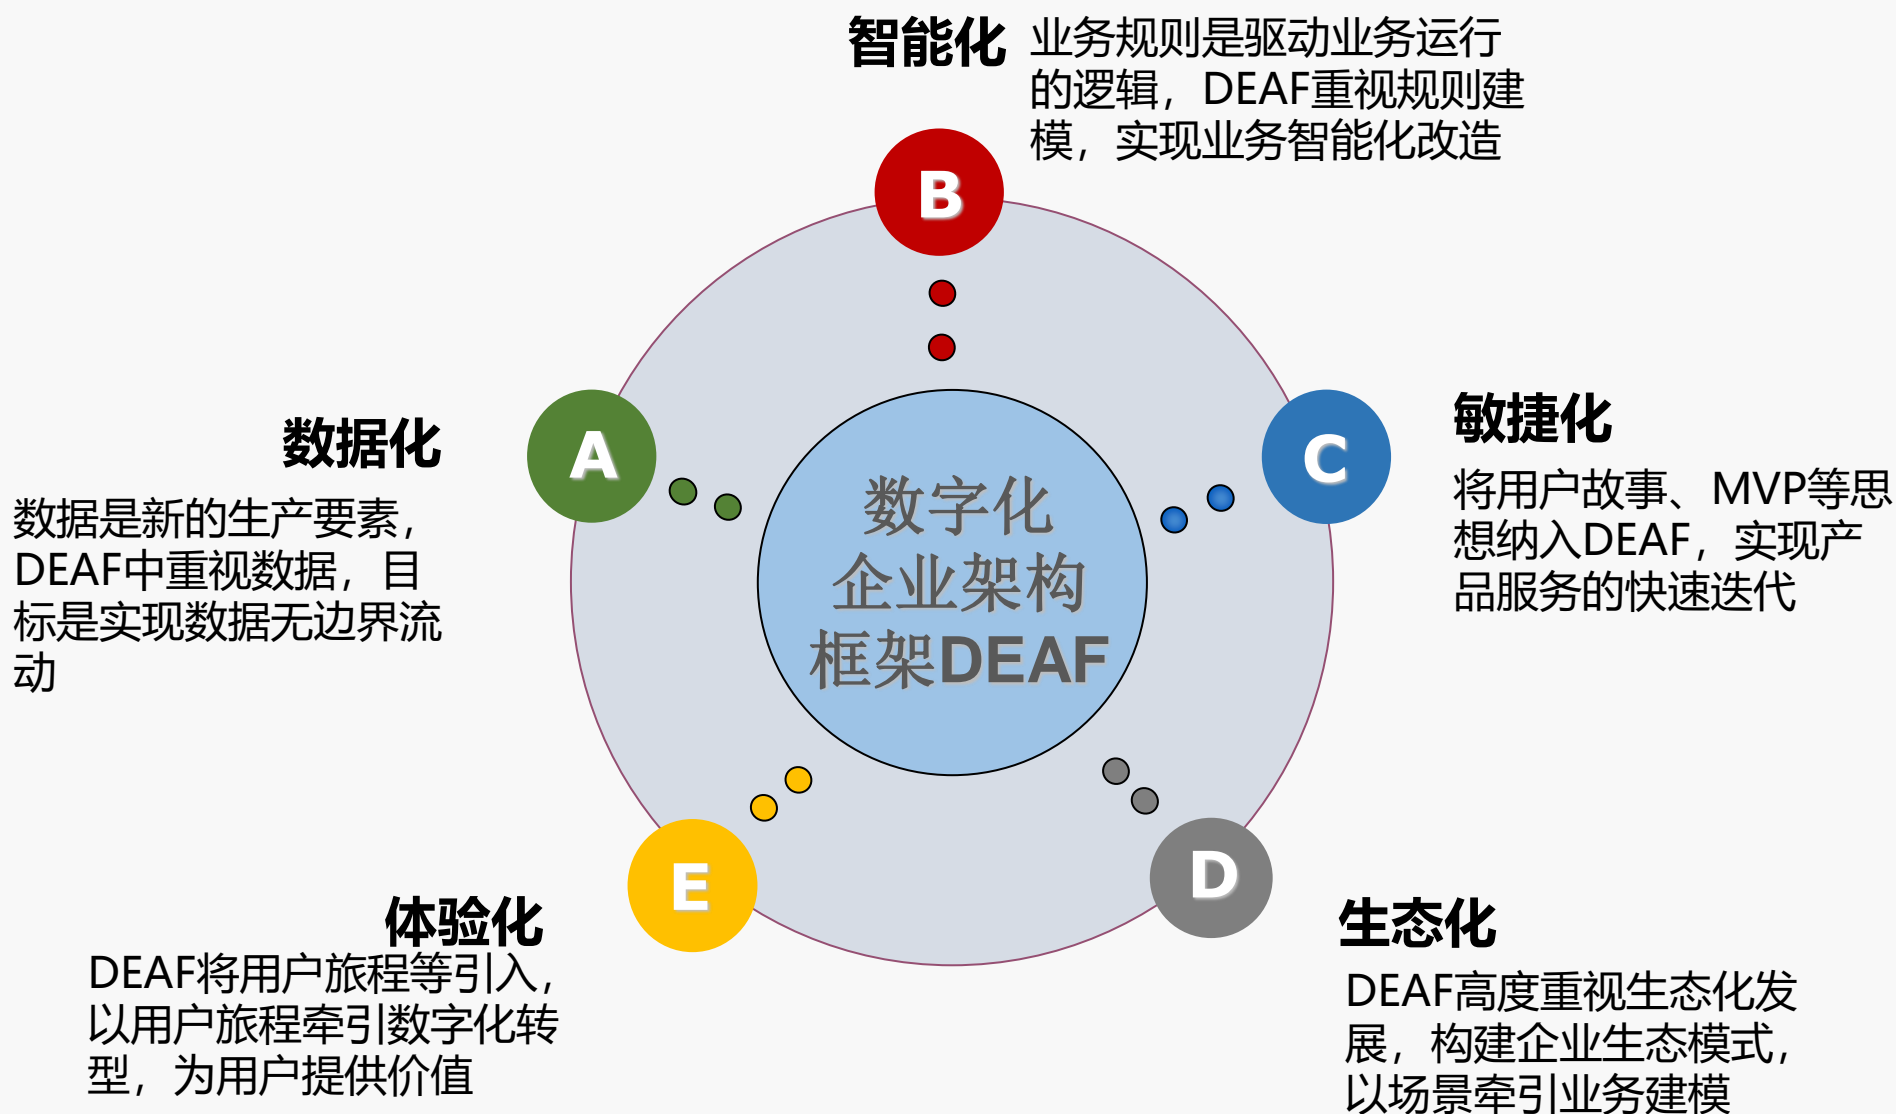 智能化
业务规则是驱动业务运行
的逻辑，DEAF重视规则建
模，实现业务智能化改造
B
数据化
数据是新的生产要素，
DEAF中重视数据，目
标是实现数据无边界流
动
A
数字化
企业架构
框架DEAF
C
敏捷化
将用户故事、MVP等思
想纳入DEAF，实现产
品服务的快速迭代
E
体验化
DEAF将用户旅程等引入，
以用户旅程牵引数字化转
型，为用户提供价值
D
生态化
DEAF高度重视生态化发
展，构建企业生态模式，
以场景牵引业务建模